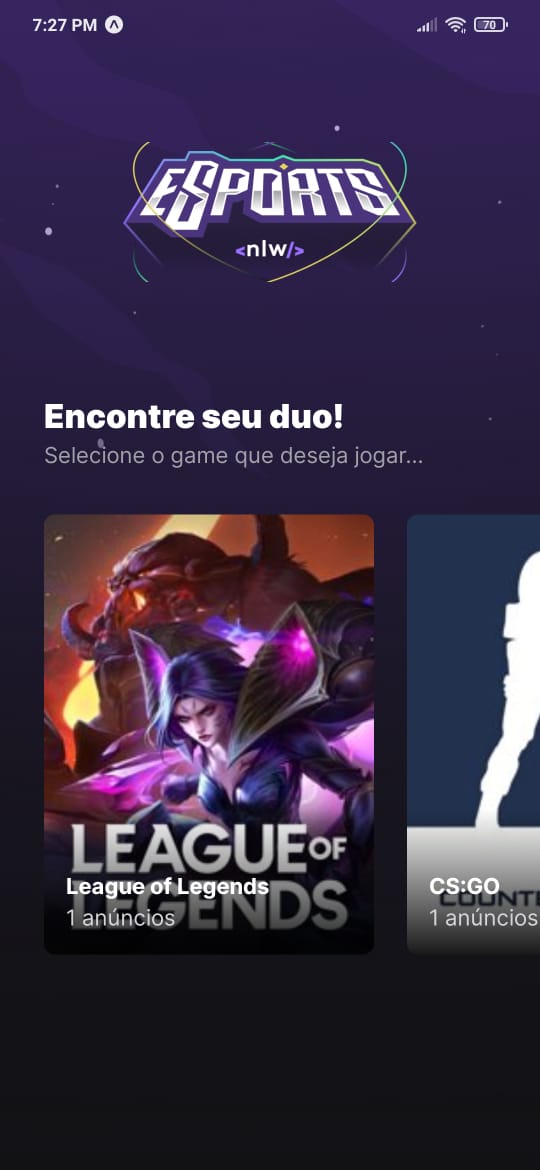 7:27 PM
70
ESPORTS
<nlw/>
Encontre seu duo!
Selecione o game que deseja jogar...
LEAGUE OF
LEGENDS
League of Legends
1 anúncios
COUNTE
CS:GO
1 anúncios